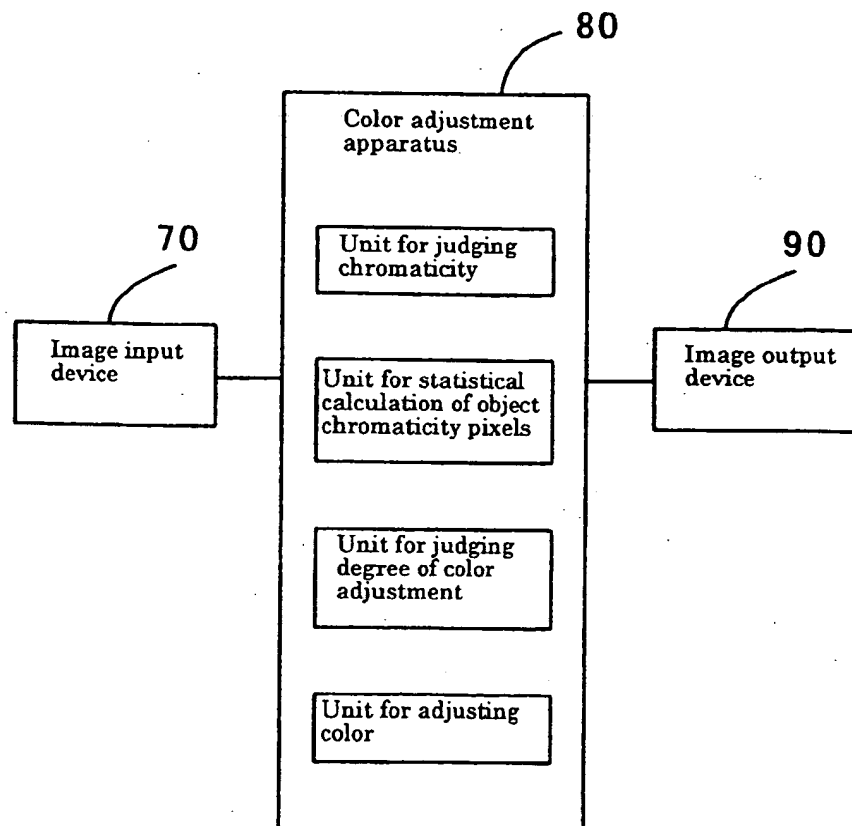 80
Color adjustment
apparatus
70
Unit for judging
chromaticity
90
Image input
device
Unit for statistical
calculation of object
chromaticity pixels
Image output
device
Unit for judging
degree of color
adjustment
Unit for adjusting
color